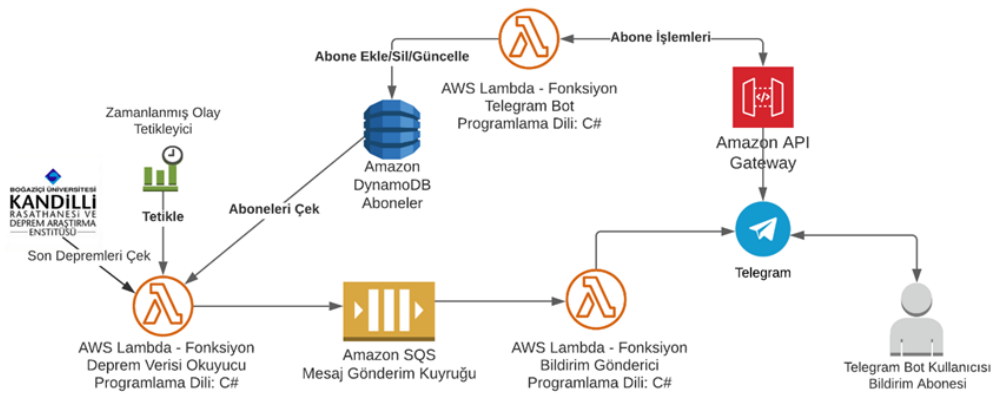 Abone İşlemleri
Abone Ekle/Sil/Güncelle
AWS Lambda - Fonksiyon
Telegram Bot
Programlama Dili: C#
Amazon API
Gateway
Zamanlanmış Olay
Tetikleyici
Amazon
DynamoDB
Aboneler
BOĞAZİÇİ ÜNİVERSİTESİ
KANDİLLİ
RASATHANESİ VE
DEPREM ARAŞTIRMA
ENSTİTÜSÜ
Tetikle
Aboneleri Çek
Son Depremleri Çek
Telegram
AWS Lambda - Fonksiyon
Deprem Verisi Okuyucu
Programlama Dili: C#
Amazon SQS
Mesaj Gönderim Kuyruğu
AWS Lambda - Fonksiyon
Bildirim Gönderici
Programlama Dili: C#
Telegram Bot Kullanıcısı
Bildirim Abonesi